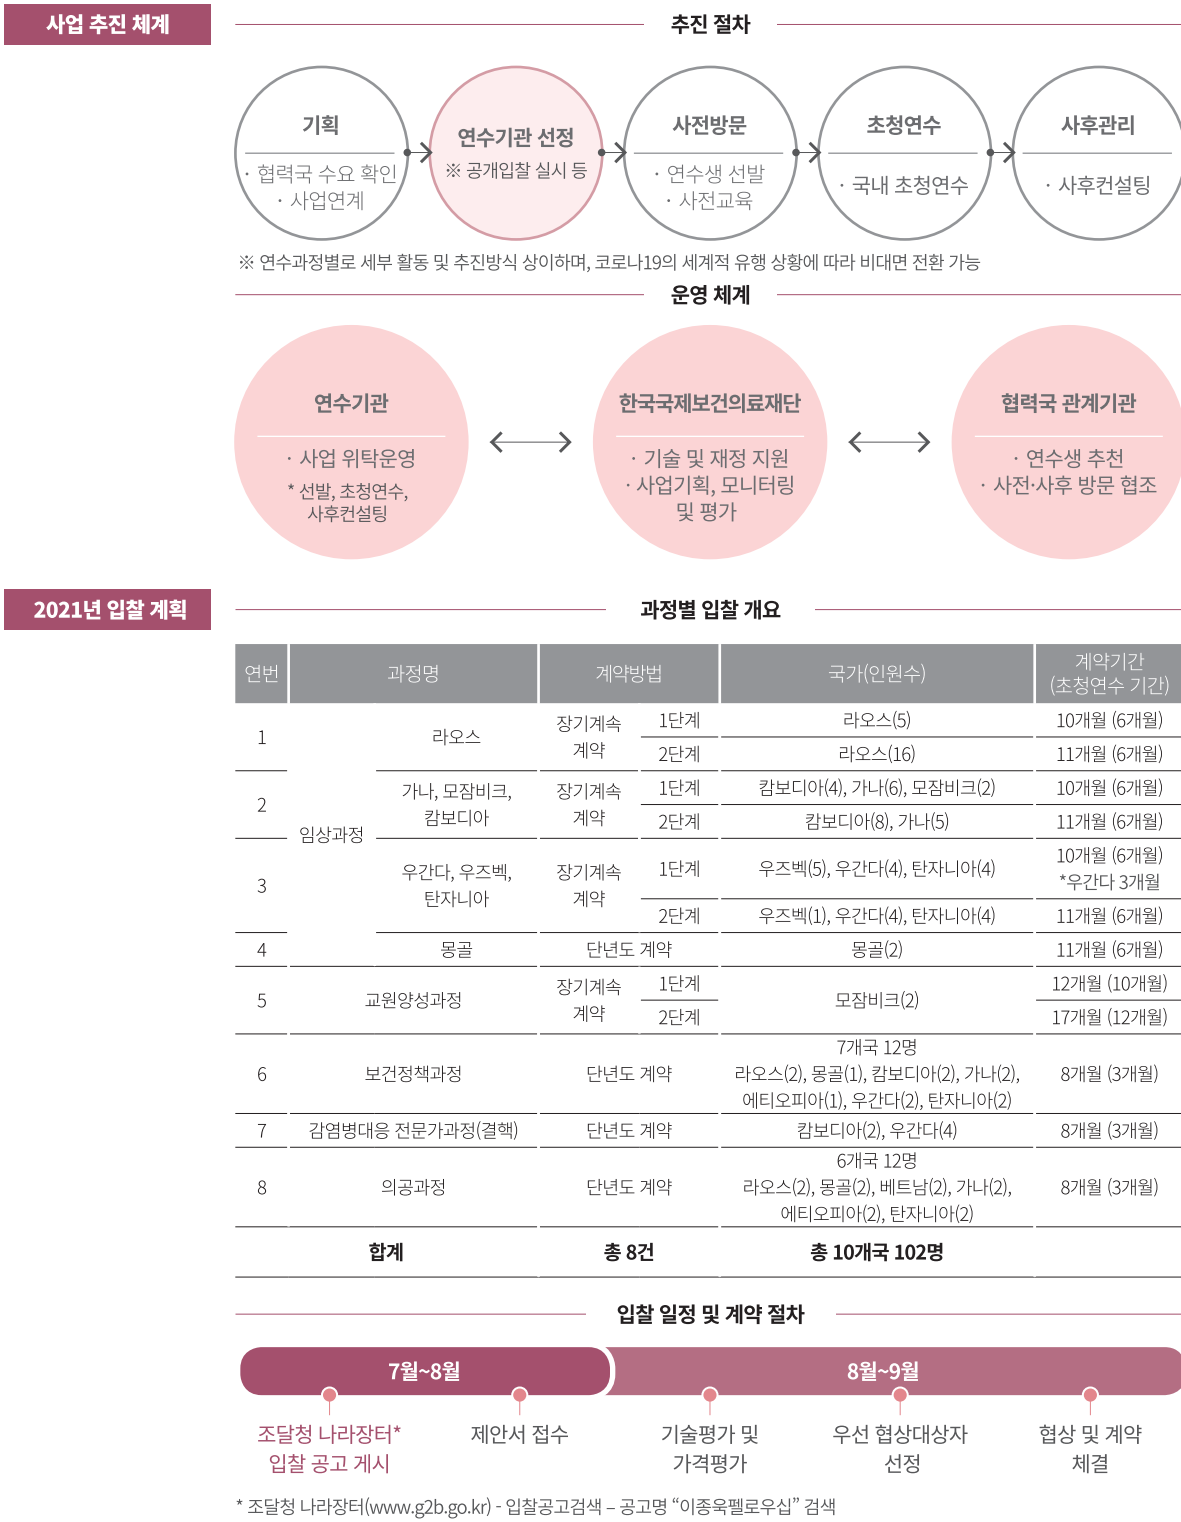 사업 추진 체계
추진 절차
기획
· 협력국 수요 확인
· 사업연계
연수기관 선정
※ 공개입찰 실시 등
사전방문
· 연수생 선발
· 사전교육
초청연수
· 국내 초청연수
사후관리
· 사후컨설팅
※ 연수과정별로 세부 활동 및 추진방식 상이하며, 코로나19의 세계적 유행 상황에 따라 비대면 전환 가능
운영 체계
연수기관
· 사업 위탁운영
* 선발, 초청연수,
사후컨설팅
한국국제보건의료재단
· 기술 및 재정 지원
· 사업기획, 모니터링
및 평가
협력국 관계기관
· 연수생 추천
· 사전·사후 방문 협조
2021년 입찰 계획
과정별 입찰 개요
연번 과정명 계약방법 국가(인원수) 계약기간
(초청연수 기간)
1 임상과정 라오스 장기계속
계약
1단계 라오스(5) 10개월 (6개월)
2단계 라오스(16) 11개월 (6개월)
2 가나, 모잠비크,
캄보디아
장기계속
계약
1단계 캄보디아(4), 가나(6), 모잠비크(2) 10개월 (6개월)
2단계 캄보디아(8), 가나(5) 11개월 (6개월)
3 우간다, 우즈벡,
탄자니아
장기계속
계약
1단계 우즈벡(5), 우간다(4), 탄자니아(4) 10개월 (6개월)
*우간다 3개월
2단계 우즈벡(1), 우간다(4), 탄자니아(4) 11개월 (6개월)
4 몽골 단년도 계약 몽골(2) 11개월 (6개월)
5 교원양성과정 장기계속
계약
1단계 모잠비크(2) 12개월 (10개월)
2단계 17개월 (12개월)
6 보건정책과정 단년도 계약 7개국 12명
라오스(2), 몽골(1), 캄보디아(2), 가나(2),
에티오피아(1), 우간다(2), 탄자니아(2)
8개월 (3개월)
7 감염병대응 전문가과정(결핵) 단년도 계약 캄보디아(2), 우간다(4) 8개월 (3개월)
8 의공과정 단년도 계약 6개국 12명
라오스(2), 몽골(2), 베트남(2), 가나(2),
에티오피아(2), 탄자니아(2)
8개월 (3개월)
합계 총 8건 총 10개국 102명
입찰 일정 및 계약 절차
7월~8월 8월~9월
조달청 나라장터*
입찰 공고 게시
제안서 접수
기술평가 및
가격평가
우선 협상대상자
선정
협상 및 계약
체결
* 조달청 나라장터(www.g2b.go.kr) - 입찰공고검색 – 공고명 “이종욱펠로우십” 검색